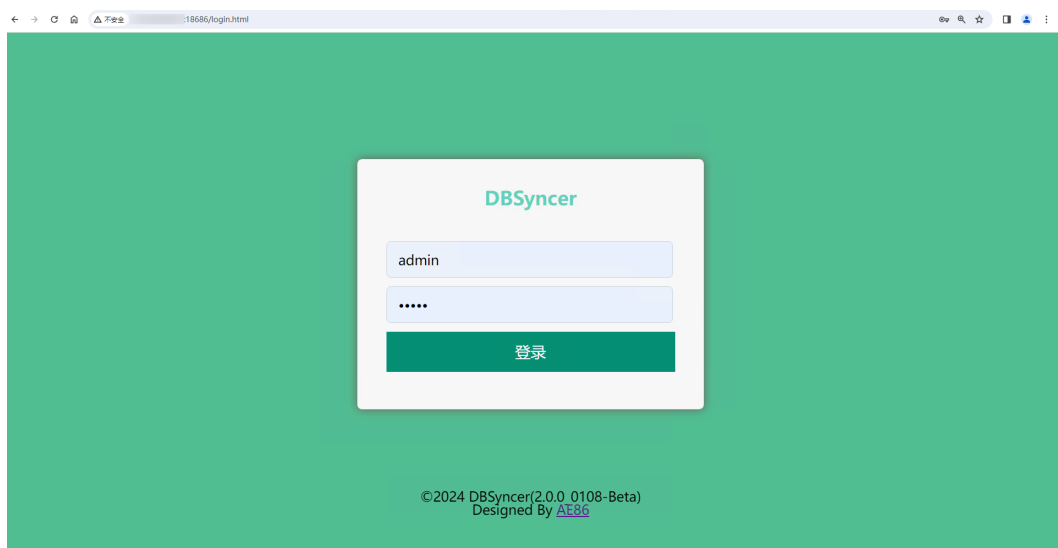 不安全 :18686/login.html
DBSyncer
admin
•••••
登录
©2024 DBSyncer(2.0.0_0108-Beta)
Designed By AE86